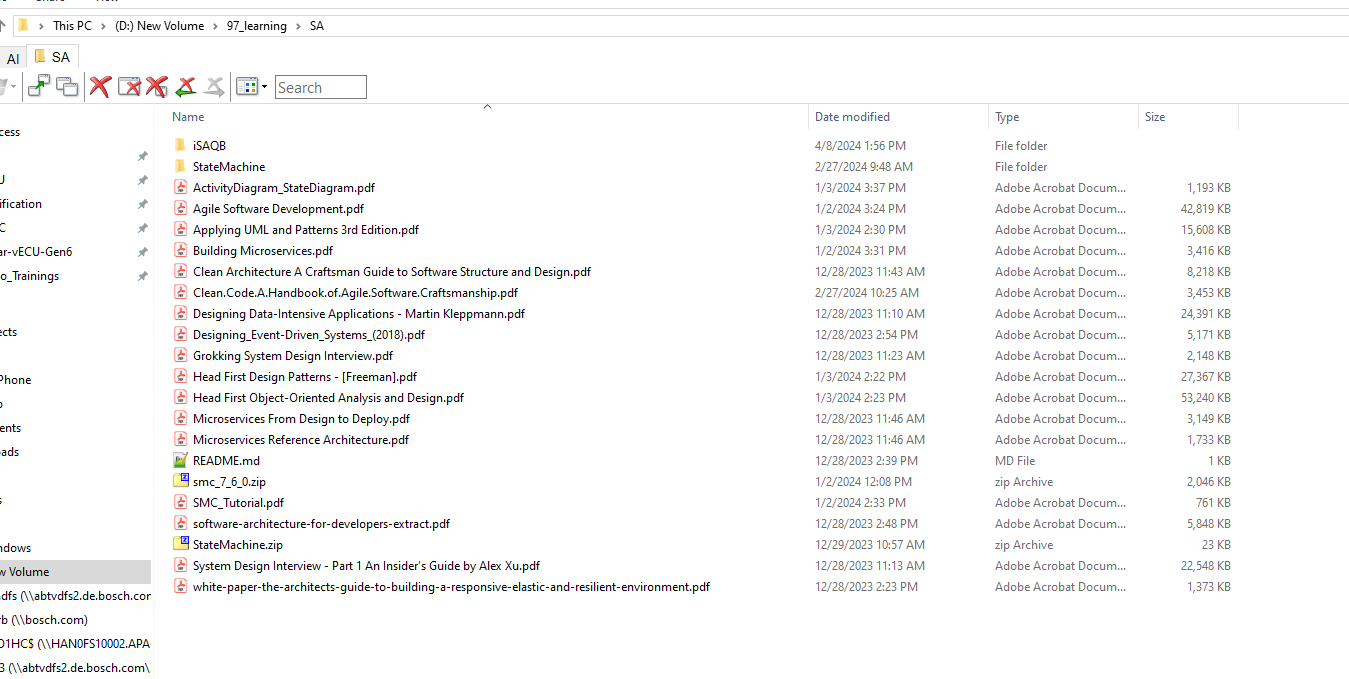 This PC > (D:) New Volume > 97_learning > SA
AI SA
Search
Name Date modified Type Size
cess
U
ification
C
ar-vECU-Gen6
o_Trainings
ects
Phone
ents
ads
s
ndows
w Volume
dfs (\\abtvdfs2.de.bosch.con
rb (\\bosch.com)
D1HC$ (\\HAN0FS10002.APA
3 (\\abtvdfs2.de.bosch.com\
iSAQB 4/8/2024 1:56 PM File folder
StateMachine 2/27/2024 9:48 AM File folder
ActivityDiagram_StateDiagram.pdf 1/3/2024 3:37 PM Adobe Acrobat Docum... 1,193 KB
Agile Software Development.pdf 1/2/2024 3:24 PM Adobe Acrobat Docum... 42,819 KB
Applying UML and Patterns 3rd Edition.pdf 1/3/2024 2:30 PM Adobe Acrobat Docum... 15,608 KB
Building Microservices.pdf 1/2/2024 3:31 PM Adobe Acrobat Docum... 3,416 KB
Clean Architecture A Craftsman Guide to Software Structure and Design.pdf 12/28/2023 11:43 AM Adobe Acrobat Docum... 8,218 KB
Clean.Code.A.Handbook.of.Agile.Software.Craftsmanship.pdf 2/27/2024 10:25 AM Adobe Acrobat Docum... 3,453 KB
Designing Data-Intensive Applications - Martin Kleppmann.pdf 12/28/2023 11:10 AM Adobe Acrobat Docum... 24,391 KB
Designing_Event-Driven_Systems_(2018).pdf 12/28/2023 2:54 PM Adobe Acrobat Docum... 5,171 KB
Grokking System Design Interview.pdf 12/28/2023 11:23 AM Adobe Acrobat Docum... 2,148 KB
Head First Design Patterns - [Freeman].pdf 1/3/2024 2:22 PM Adobe Acrobat Docum... 27,367 KB
Head First Object-Oriented Analysis and Design.pdf 1/3/2024 2:23 PM Adobe Acrobat Docum... 53,240 KB
Microservices From Design to Deploy.pdf 12/28/2023 11:46 AM Adobe Acrobat Docum... 3,149 KB
Microservices Reference Architecture.pdf 12/28/2023 11:46 AM Adobe Acrobat Docum... 1,733 KB
README.md 12/28/2023 2:39 PM MD File 1 KB
smc_7_6_0.zip 1/2/2024 12:08 PM zip Archive 2,046 KB
SMC_Tutorial.pdf 1/2/2024 2:33 PM Adobe Acrobat Docum... 761 KB
software-architecture-for-developers-extract.pdf 12/28/2023 2:48 PM Adobe Acrobat Docum... 5,848 KB
StateMachine.zip 12/29/2023 10:57 AM zip Archive 23 KB
System Design Interview - Part 1 An Insider's Guide by Alex Xu.pdf 12/28/2023 11:13 AM Adobe Acrobat Docum... 22,548 KB
white-paper-the-architects-guide-to-building-a-responsive-elastic-and-resilient-environment.pdf 12/28/2023 2:23 PM Adobe Acrobat Docum... 1,373 KB